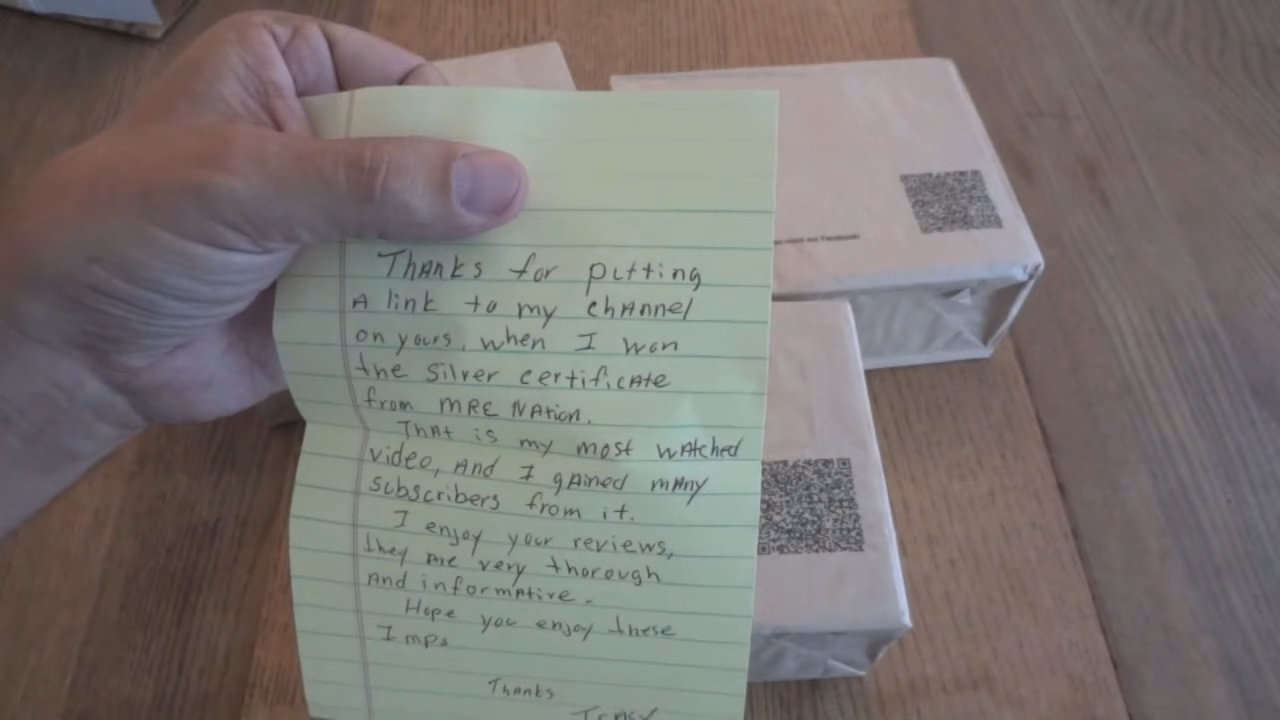 Thanks for putting
A link to my channel
on yours, when I won
the Silver certificate
from MRE Nation.
That is my most watched
video, and I gained many
subscribers from it.
I enjoy your reviews,
they are very thorough
and informative.
Hope you enjoy these
Imps
Thanks
our Facebook